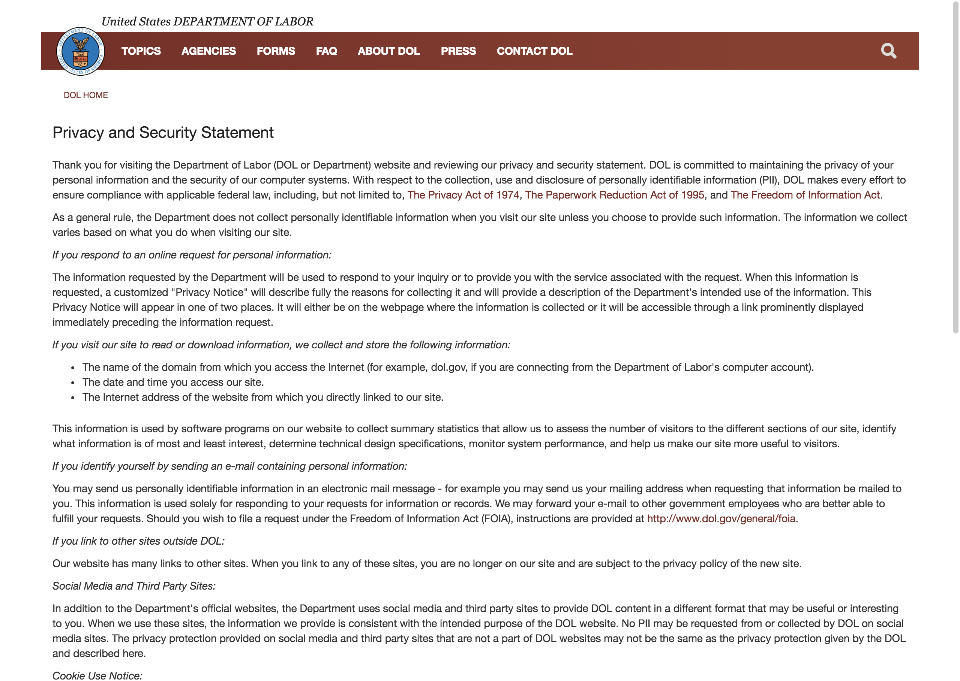 United States DEPARTMENT OF LABOR
TOPICS AGENCIES FORMS FAQ ABOUT DOL PRESS CONTACT DOL
DOL HOME
Privacy and Security Statement
Thank you for visiting the Department of Labor (DOL or Department) website and reviewing our privacy and security statement. DOL is committed to maintaining the privacy of your
personal information and the security of our computer systems. With respect to the collection, use and disclosure of personally identifiable information (PII), DOL makes every effort to
ensure compliance with applicable federal law, including, but not limited to, The Privacy Act of 1974, The Paperwork Reduction Act of 1995, and The Freedom of Information Act.
As a general rule, the Department does not collect personally identifiable information when you visit our site unless you choose to provide such information. The information we collect
varies based on what you do when visiting our site.
If you respond to an online request for personal information:
The information requested by the Department will be used to respond to your inquiry or to provide you with the service associated with the request. When this information is
requested, a customized "Privacy Notice" will describe fully the reasons for collecting it and will provide a description of the Department's intended use of the information. This
Privacy Notice will appear in one of two places. It will either be on the webpage where the information is collected or it will be accessible through a link prominently displayed
immediately preceding the information request.
If you visit our site to read or download information, we collect and store the following information:
• The name of the domain from which you access the Internet (for example, dol.gov, if you are connecting from the Department of Labor's computer account).
• The date and time you access our site.
• The Internet address of the website from which you directly linked to our site.
This information is used by software programs on our website to collect summary statistics that allow us to assess the number of visitors to the different sections of our site, identify
what information is of most and least interest, determine technical design specifications, monitor system performance, and help us make our site more useful to visitors.
If you identify yourself by sending an e-mail containing personal information:
You may send us personally identifiable information in an electronic mail message - for example you may send us your mailing address when requesting that information be mailed to
you. This information is used solely for responding to your requests for information or records. We may forward your e-mail to other government employees who are better able to
fulfill your requests. Should you wish to file a request under the Freedom of Information Act (FOIA), instructions are provided at http://www.dol.gov/general/foia.
If you link to other sites outside DOL:
Our website has many links to other sites. When you link to any of these sites, you are no longer on our site and are subject to the privacy policy of the new site.
Social Media and Third Party Sites:
In addition to the Department's official websites, the Department uses social media and third party sites to provide DOL content in a different format that may be useful or interesting
to you. When we use these sites, the information we provide is consistent with the intended purpose of the DOL website. No PII may be requested from or collected by DOL on social
media sites. The privacy protection provided on social media and third party sites that are not a part of DOL websites may not be the same as the privacy protection given by the DOL
and described here.
Cookie Use Notice: